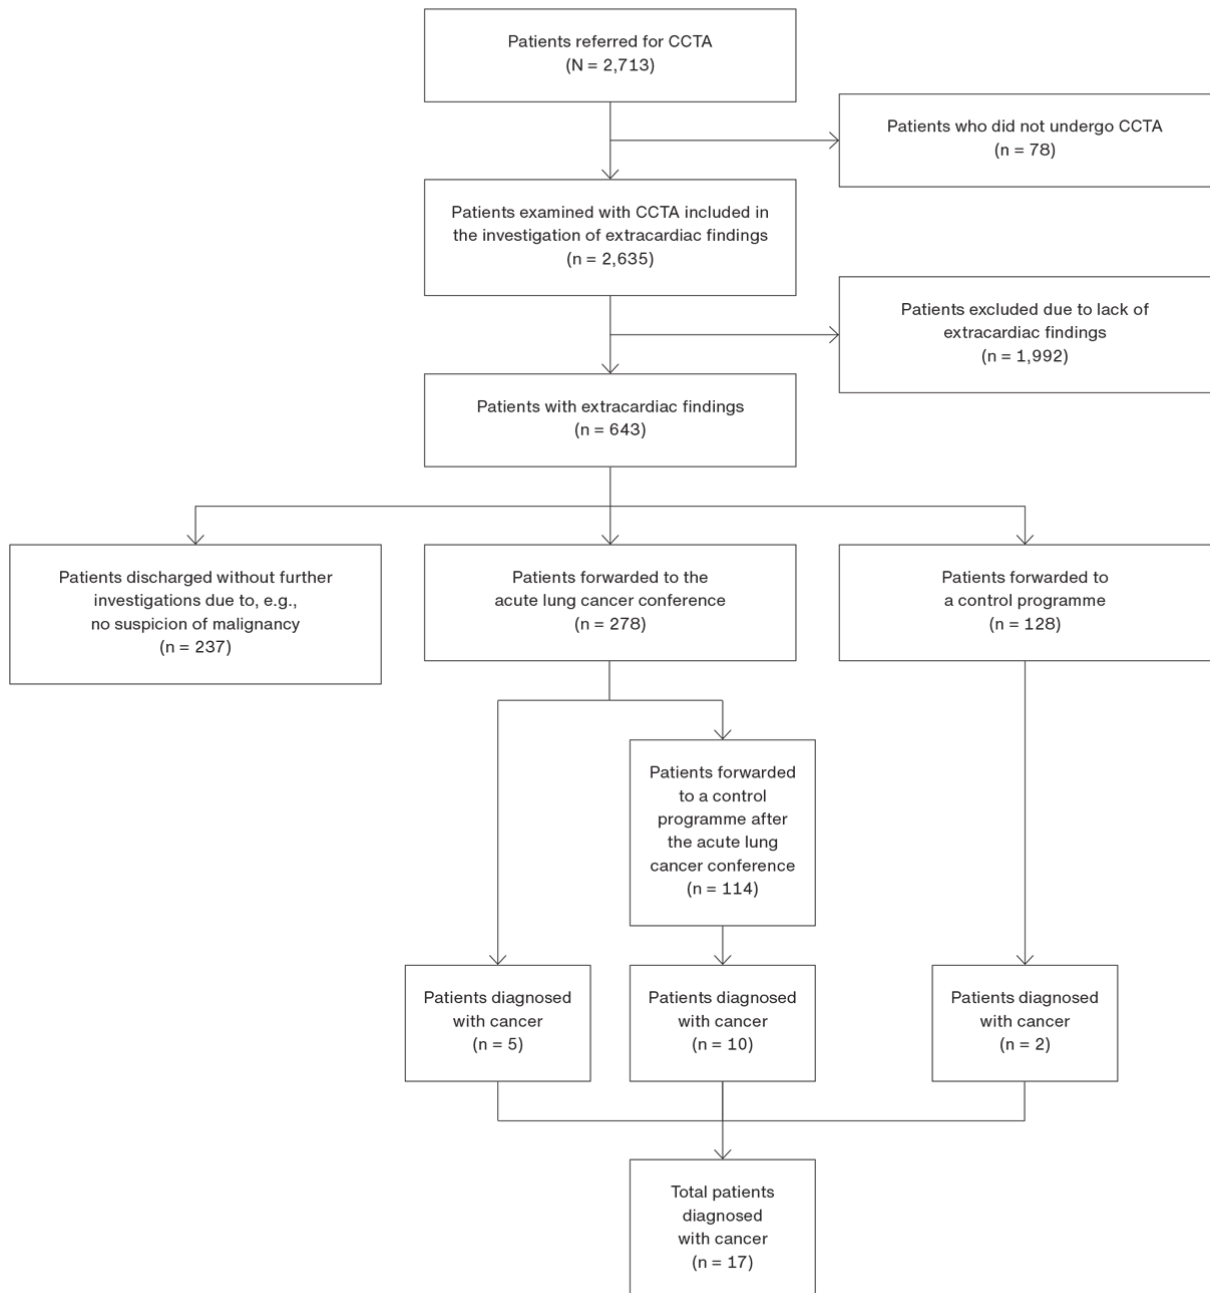 Patients referred for CCTA
(N = 2,713)
Patients who did not undergo CCTA
(n = 78)
Patients examined with CCTA included in
the investigation of extracardiac findings
(n = 2,635)
Patients excluded due to lack of
extracardiac findings
(n = 1,992)
Patients with extracardiac findings
(n = 643)
Patients discharged without further
investigations due to, e.g.,
no suspicion of malignancy
(n = 237)
Patients forwarded to the
acute lung cancer conference
(n = 278)
Patients forwarded to
a control programme
(n = 128)
Patients forwarded
to a control
programme after
the acute lung
cancer conference
(n = 114)
Patients diagnosed
with cancer
(n = 5)
Patients diagnosed
with cancer
(n = 10)
Patients diagnosed
with cancer
(n = 2)
Total patients
diagnosed
with cancer
(n = 17)